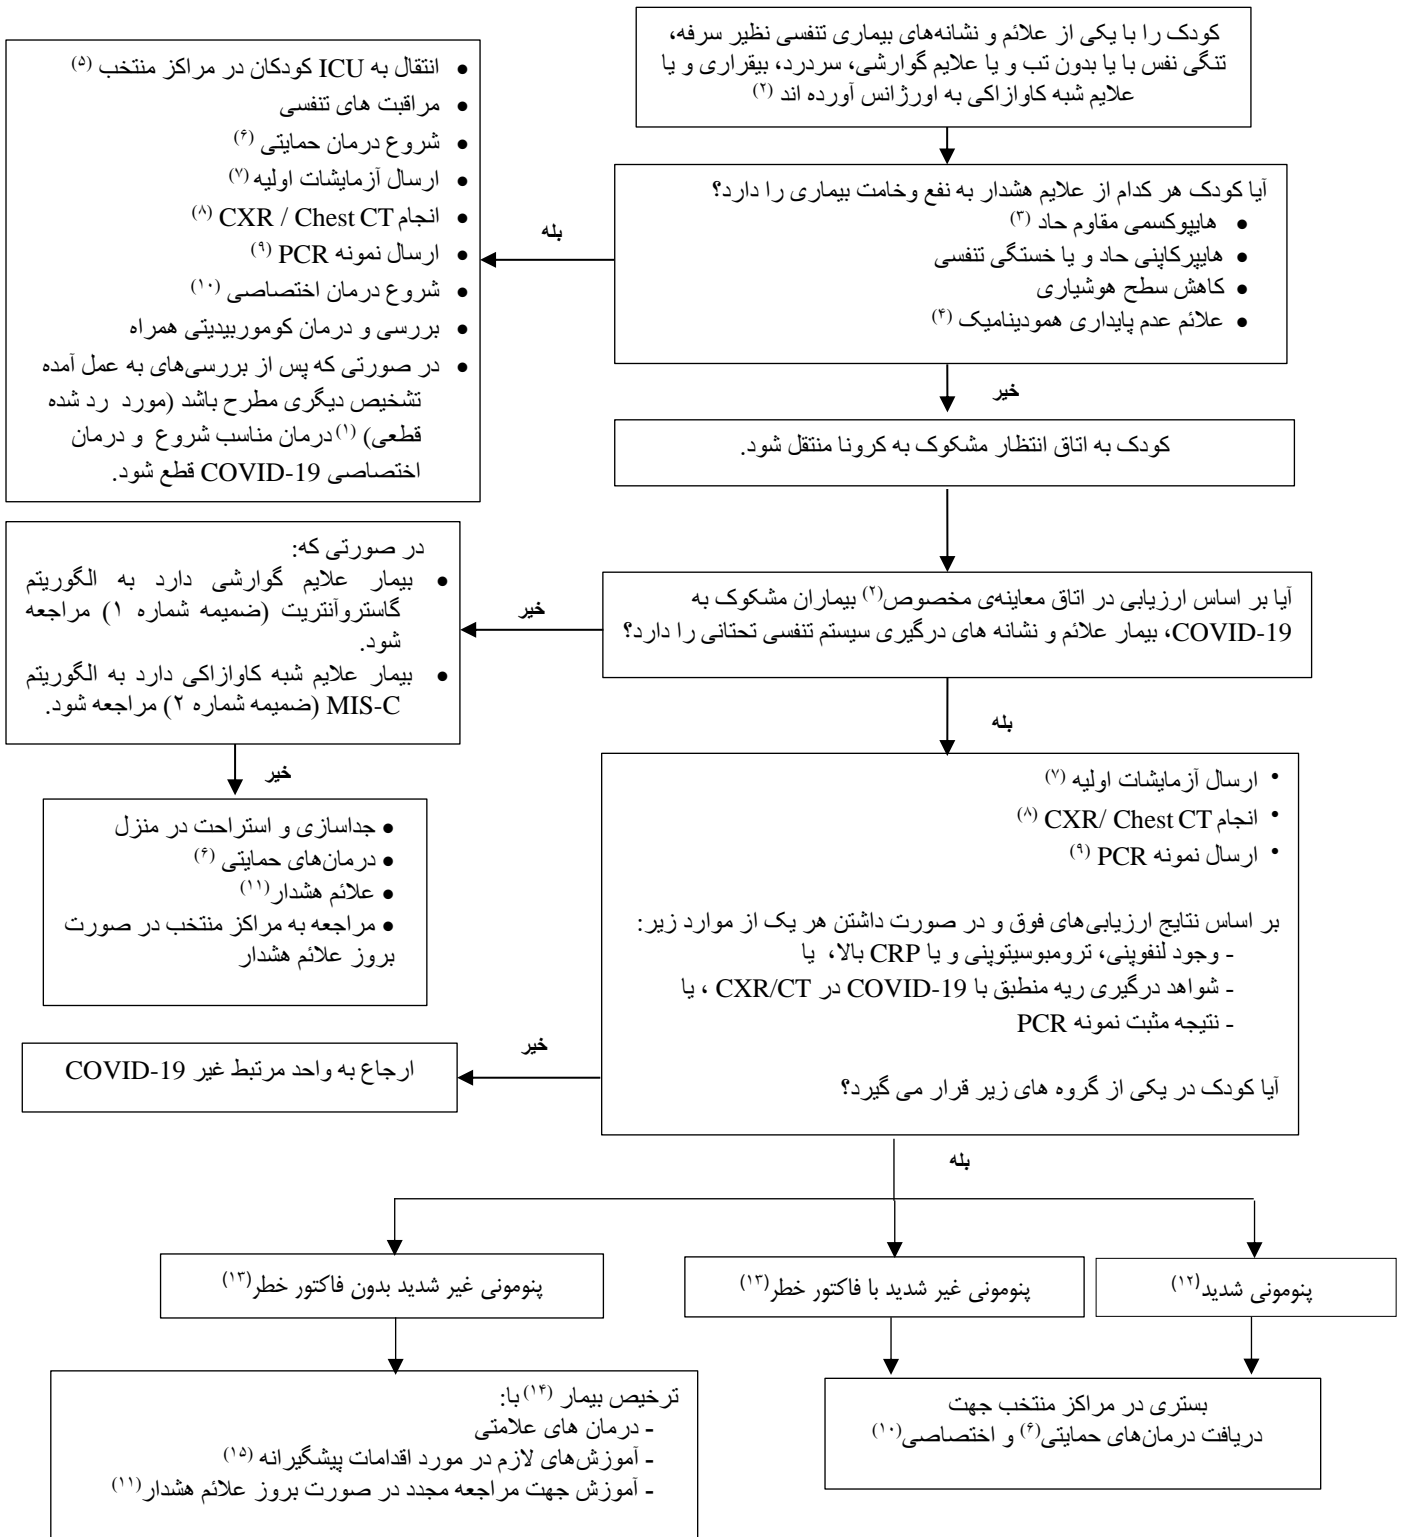 کودک را با یکی از علائم و نشانه‌های بیماری تنفسی نظیر سرفه،
تنگی نفس با یا بدون تب و یا علایم گوارشی، سردرد، بیقراری و یا
علایم شبه کاوازاکی به اورژانس آورده اند (۲)
آیا کودک هر کدام از علایم هشدار به نفع وخامت بیماری را دارد؟
• هایپوکسمی مقاوم حاد (۳)
• هایپرکاپنی حاد و یا خستگی تنفسی
• کاهش سطح هوشیاری
• علائم عدم پایداری همودینامیک (۴)
بله
• انتقال به ICU کودکان در مراکز منتخب (۵)
• مراقبت های تنفسی
• شروع درمان حمایتی (۶)
• ارسال آزمایشات اولیه (۷)
• انجام CXR / Chest CT (۸)
• ارسال نمونه PCR (۹)
• شروع درمان اختصاصی (۱۰)
• بررسی و درمان کوموربیدیتی همراه
• در صورتی که پس از بررسی‌های به عمل آمده
تشخیص دیگری مطرح باشد (مورد رد شده
قطعی) (۱) درمان مناسب شروع و درمان
اختصاصی COVID-19 قطع شود.
خیر
کودک به اتاق انتظار مشکوک به کرونا منتقل شود.
آیا بر اساس ارزیابی در اتاق معاینه‌ی مخصوص(۲) بیماران مشکوک به
COVID-19، بیمار علائم و نشانه های درگیری سیستم تنفسی تحتانی را دارد؟
خیر
در صورتی که:
• بیمار علایم گوارشی دارد به الگوریتم
گاستروآنتریت (ضمیمه شماره ۱) مراجعه
شود.
• بیمار علایم شبه کاوازاکی دارد به الگوریتم
MIS-C (ضمیمه شماره ۲) مراجعه شود.
خیر
• جداسازی و استراحت در منزل
• درمان‌های حمایتی (۶)
• علائم هشدار(۱۱)
• مراجعه به مراکز منتخب در صورت
بروز علائم هشدار
بله
• ارسال آزمایشات اولیه (۷)
• انجام CXR/ Chest CT (۸)
• ارسال نمونه PCR (۹)
بر اساس نتایج ارزیابی‌های فوق و در صورت داشتن هر یک از موارد زیر:
- وجود لنفوپنی، ترومبوسیتوپنی و یا CRP بالا، یا
- شواهد درگیری ریه منطبق با COVID-19 در CXR/CT ، یا
- نتیجه مثبت نمونه PCR
آیا کودک در یکی از گروه های زیر قرار می گیرد؟
خیر
ارجاع به واحد مرتبط غیر COVID-19
بله
پنومونی شدید(۱۲)
پنومونی غیر شدید با فاکتور خطر(۱۳)
پنومونی غیر شدید بدون فاکتور خطر(۱۳)
بستری در مراکز منتخب جهت
دریافت درمان‌های حمایتی(۶) و اختصاصی(۱۰)
ترخیص بیمار (۱۴) با:
- درمان های علامتی
- آموزش‌های لازم در مورد اقدامات پیشگیرانه (۱۵)
- آموزش جهت مراجعه مجدد در صورت بروز علائم هشدار(۱۱)